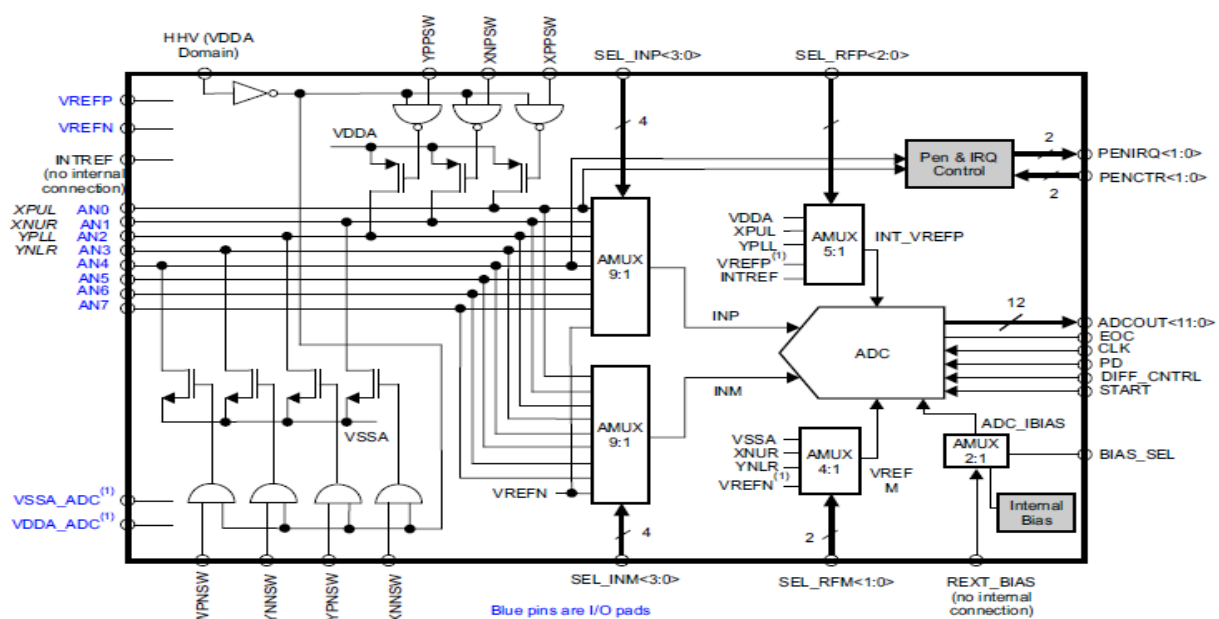 HHV (VDDA
Domain)
YPPSW
XNPSW
XPPSW
SEL_INP<3:0>
SEL_RFP<2:0>
VREFP
VREFN
INTREF
(no internal
connection)
VDDA
4
Pen & IRQ
Control
2
PENIRQ<1:0>
2
PENCTR<1:0>
XPUL AN0
XNUR AN1
YPLL AN2
YNLR AN3
AN4
AN5
AN6
AN7
AMUX
9:1
VDDA
XPUL
YPLL
VREFP(1)
INTREF
AMUX
5:1
INT_VREFP
INP
ADC
12
ADCOUT<11:0>
EOC
CLK
PD
DIFF_CNTRL
START
AMUX
9:1
INM
VSSA
VSSA
XNUR
YNLR
VREFN(1)
AMUX
4:1
VREF
M
ADC_IBIAS
AMUX
2:1
BIAS_SEL
Internal
Bias
VREFN
VSSA_ADC(1)
VDDA_ADC(1)
4
2
WPNSW
YNNSW
YPNSW
XNNSW
SEL_INM<3:0>
SEL_RFM<1:0>
REXT_BIAS
(no internal
connection)
Blue pins are I/O pads